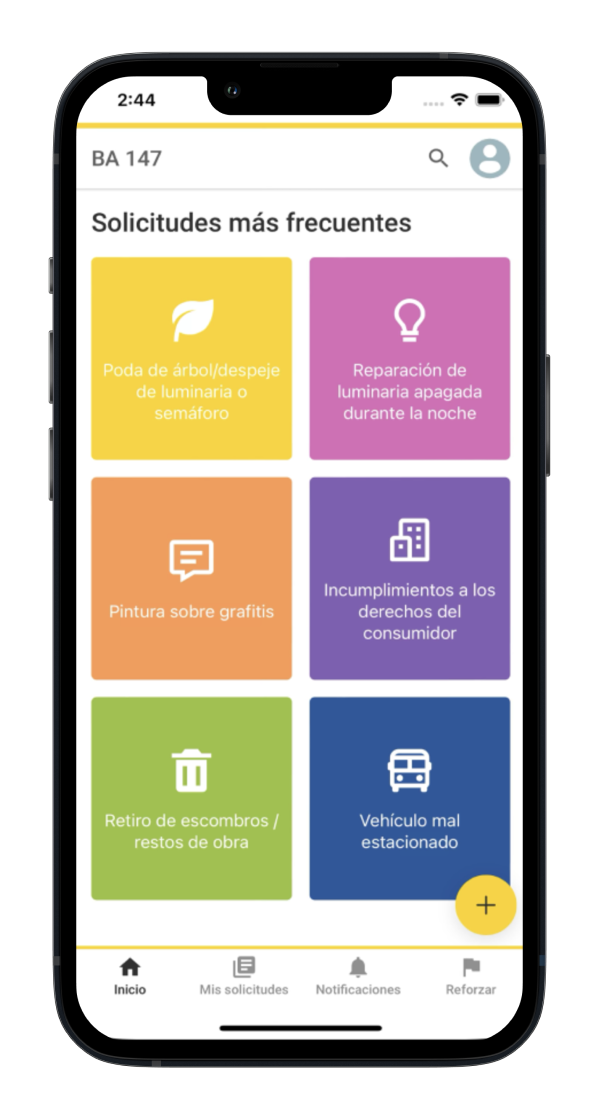 2:44
BA 147
Solicitudes más frecuentes
Poda de árbol/despeje
de luminaria o
semáforo
Reparación de
luminaria apagada
durante la noche
Pintura sobre grafitis
Incumplimientos a los
derechos del
consumidor
Retiro de escombros /
restos de obra
Vehículo mal
estacionado
Inicio
Mis solicitudes
Notificaciones
Reforzar